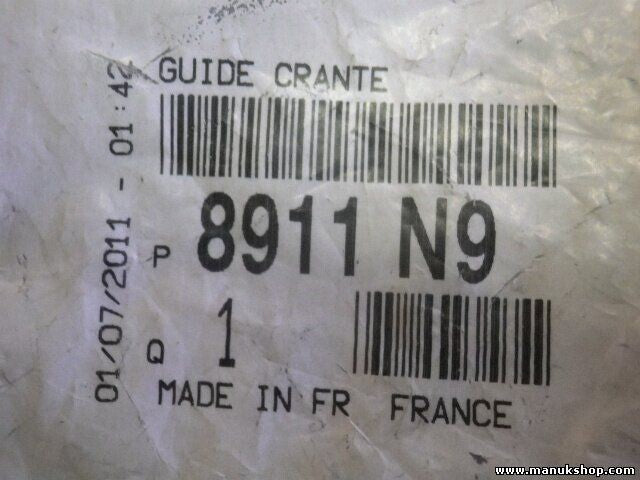 GUIDE CRANTE
P 8911 N9
Q 1
MADE IN FR FRANCE
01/07/2011 - 01:42
www.manukshop.com